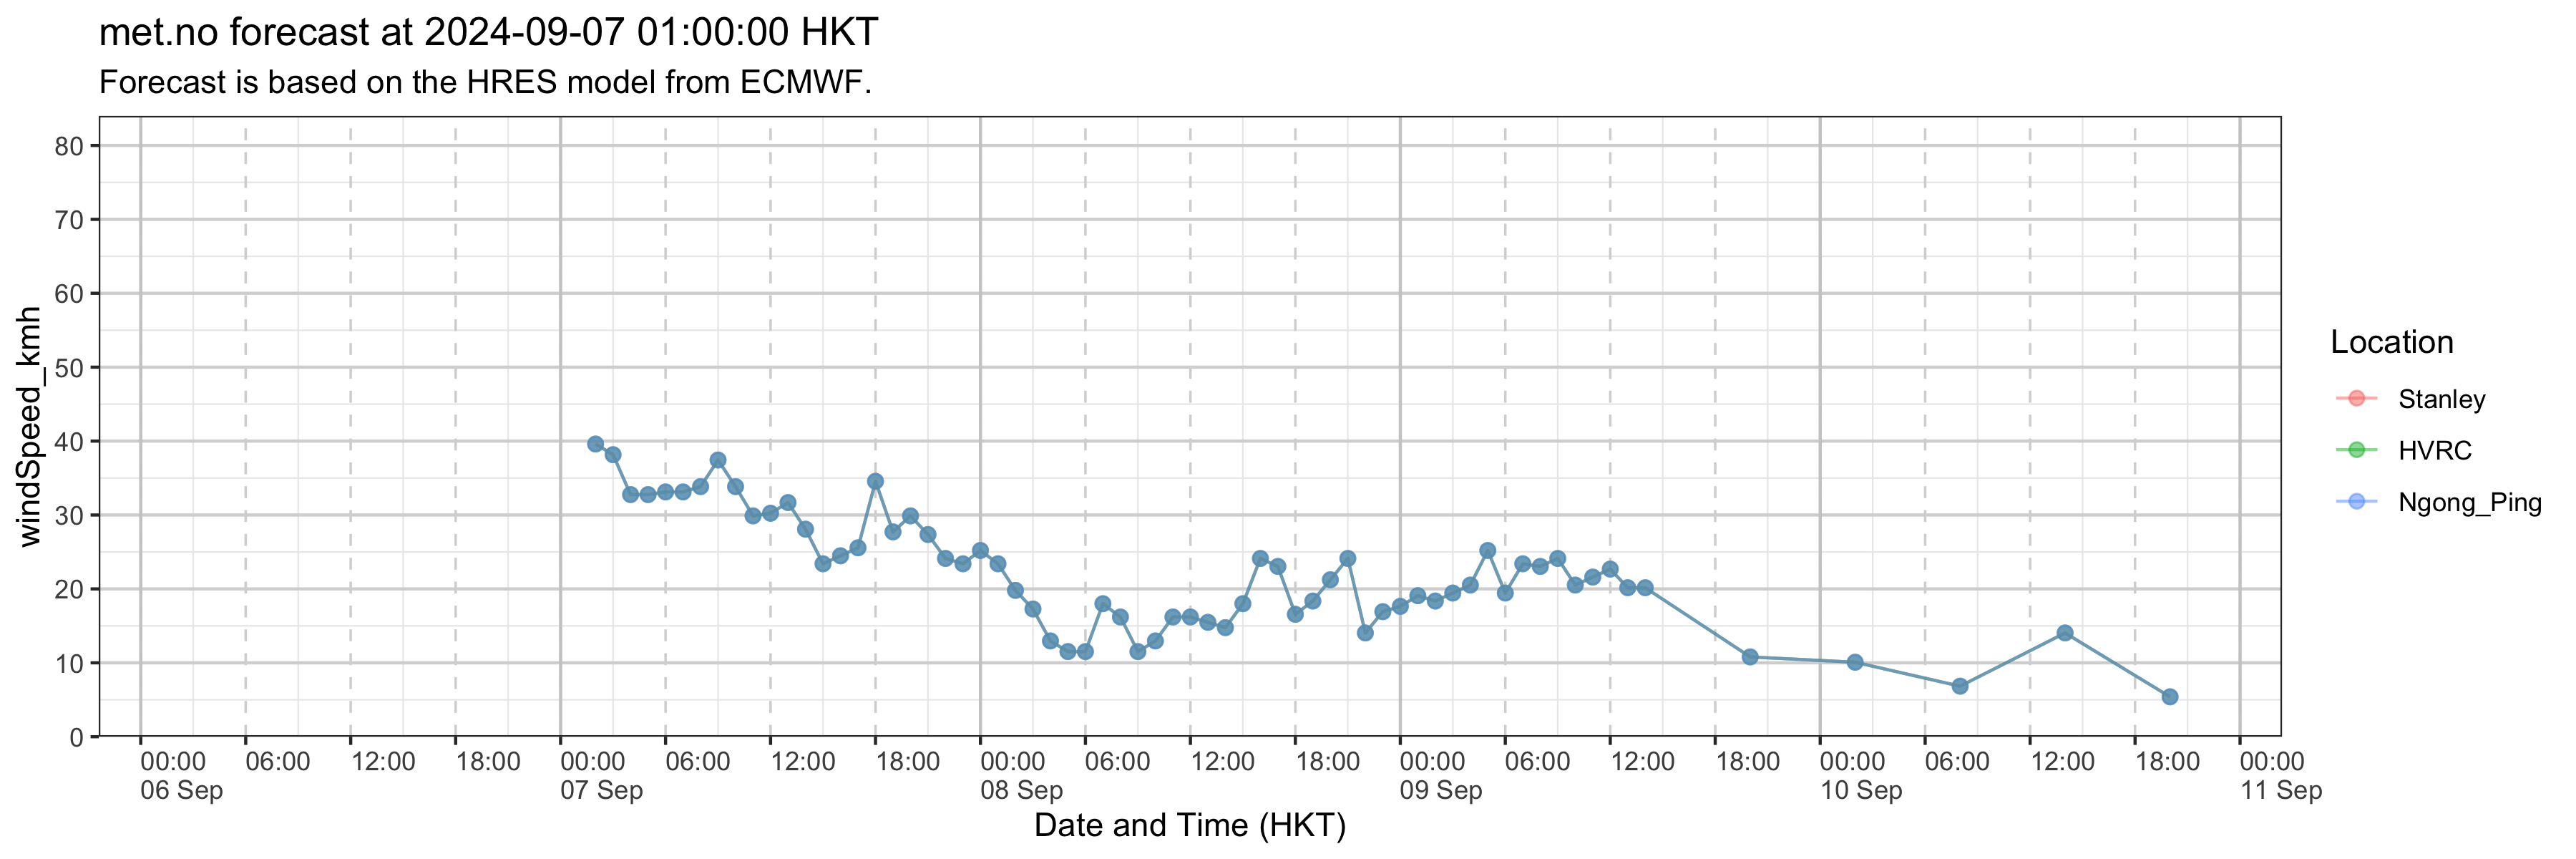 met.no forecast at 2024-09-07 01:00:00 HKT
Forecast is based on the HRES model from ECMWF.
windSpeed_kmh
80
70
60
50
40
30
20
10
0
00:00 06:00 12:00 18:00 00:00 06:00 12:00 18:00 00:00 06:00 12:00 18:00 00:00 06:00 12:00 18:00 00:00 06:00 12:00 18:00 00:00
06 Sep 07 Sep 08 Sep 09 Sep 10 Sep 11 Sep
Date and Time (HKT)
Location
Stanley
HVRC
Ngong_Ping